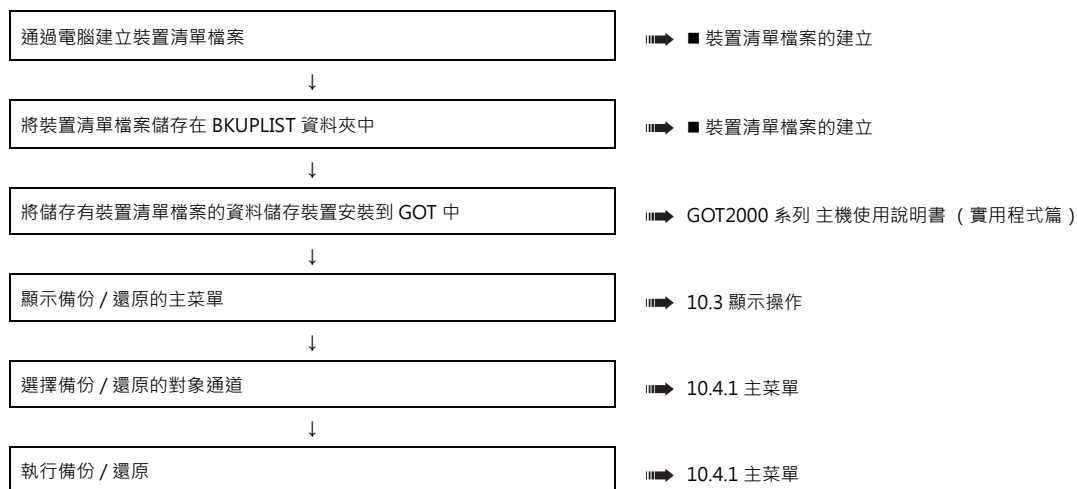 通過電腦建立裝置清單檔案 ■ 裝置清單檔案的建立
↓
將裝置清單檔案儲存在 BKUPLIST 資料夾中 ■ 裝置清單檔案的建立
↓
將儲存有裝置清單檔案的資料儲存裝置安裝到 GOT 中 GOT2000 系列 主機使用說明書 (實用程式篇)
↓
顯示備份 / 還原的主菜單 10.3 顯示操作
↓
選擇備份 / 還原的對象通道 10.4.1 主菜單
↓
執行備份 / 還原 10.4.1 主菜單